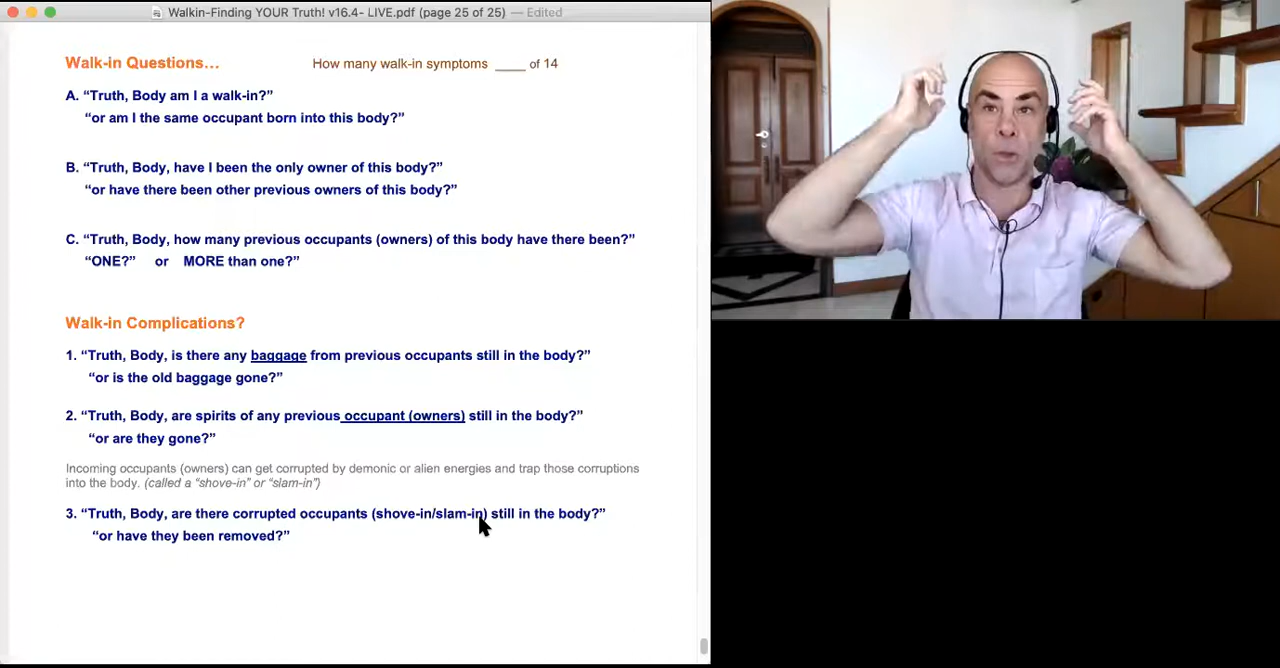 Walkin-Finding YOUR Truth! v16.4- LIVE.pdf (page 25 of 25) — Edited
Walk-in Questions… How many walk-in symptoms ____ of 14
A. “Truth, Body am I a walk-in?”
“or am I the same occupant born into this body?”
B. “Truth, Body, have I been the only owner of this body?”
“or have there been other previous owners of this body?”
C. “Truth, Body, how many previous occupants (owners) of this body have there been?”
“ONE?” or MORE than one?”
Walk-in Complications?
1. “Truth, Body, is there any baggage from previous occupants still in the body?”
“or is the old baggage gone?”
2. “Truth, Body, are spirits of any previous occupant (owners) still in the body?”
“or are they gone?”
Incoming occupants (owners) can get corrupted by demonic or alien energies and trap those corruptions
into the body. (called a “shove-in” or “slam-in”)
3. “Truth, Body, are there corrupted occupants (shove-in/slam-in) still in the body?”
“or have they been removed?”